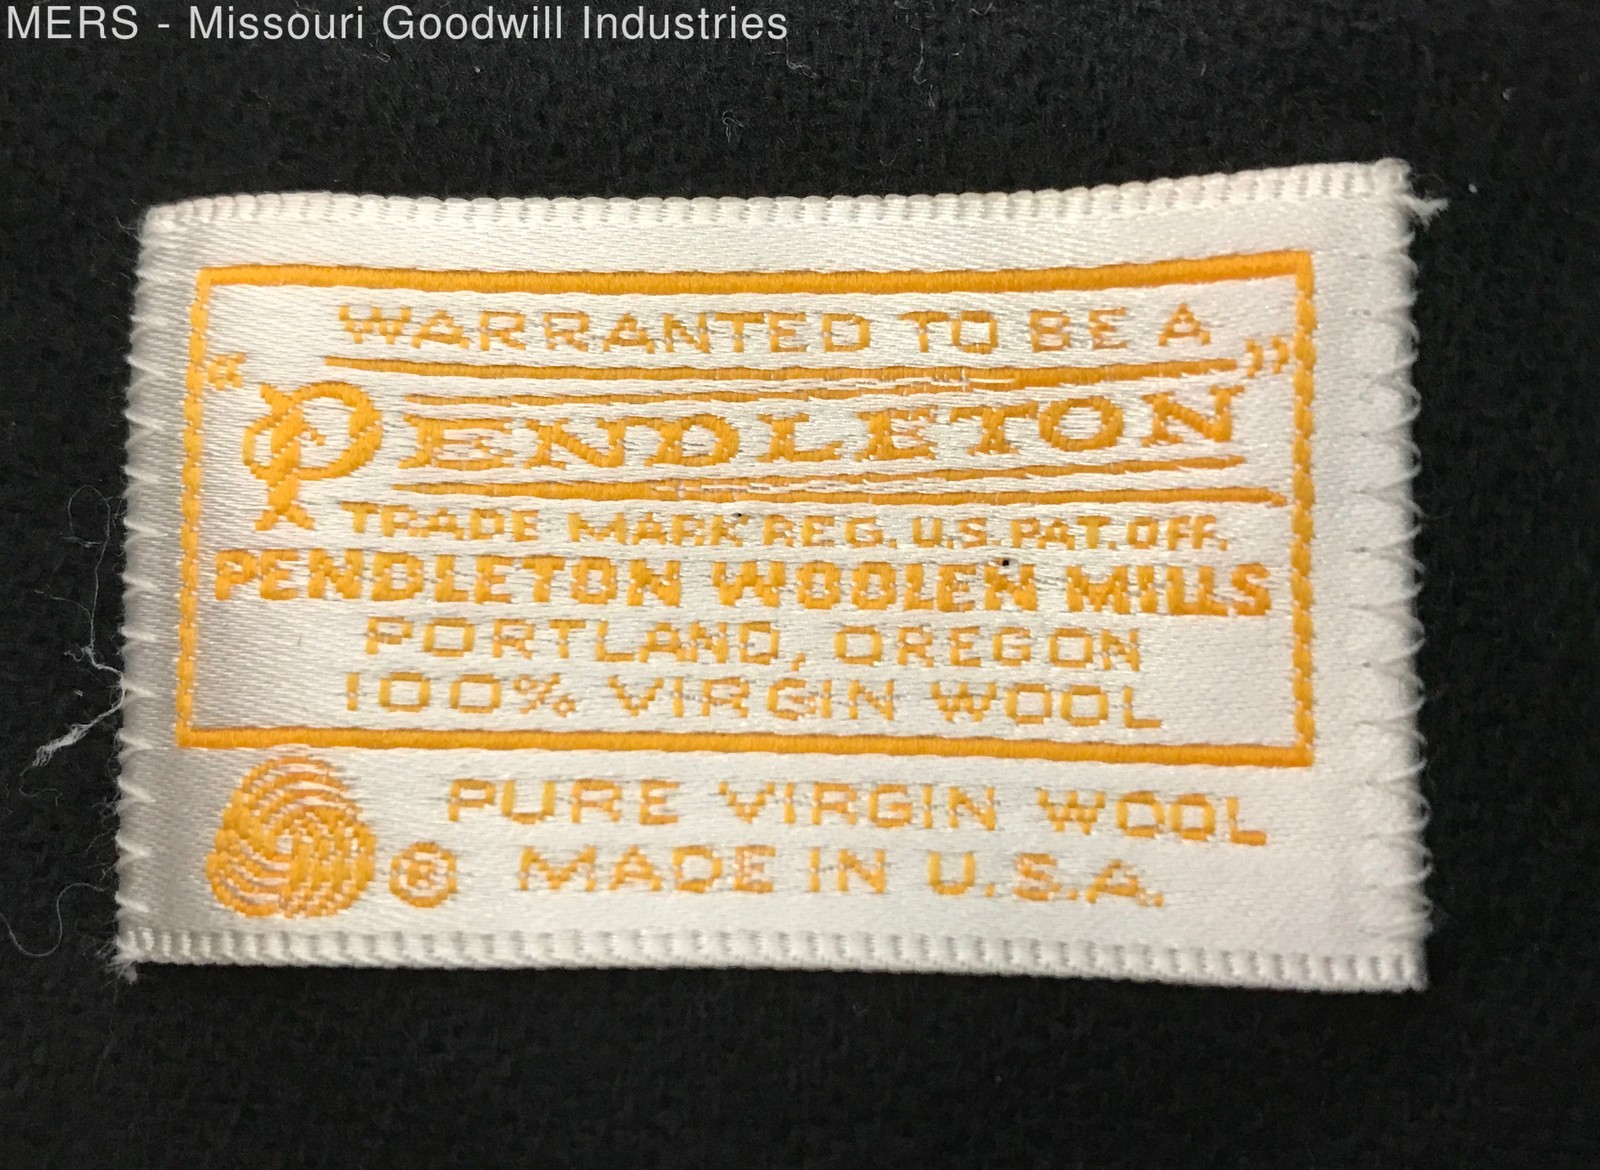 MERS - Missouri Goodwill Industries
WARRANTED TO BE A
"PENDLETON"
TRADE MARK REG. U.S. PAT. OFF.
PENDLETON WOOLEN MILLS
PORTLAND, OREGON
100% VIRGIN WOOL
PURE VIRGIN WOOL
® MADE IN U.S.A.